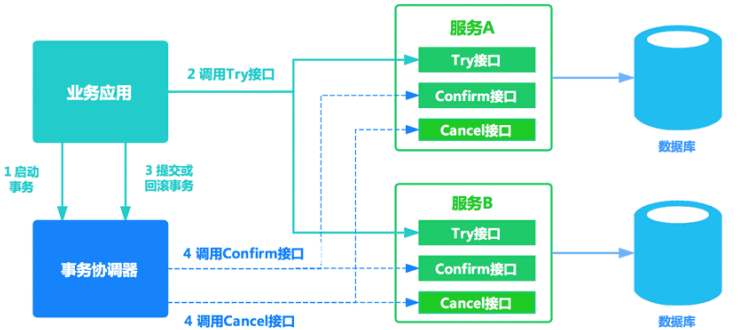 服务A
业务应用
2 调用Try接口
Try接口
Confirm接口
Cancel接口
数据库
1 启动
事务
3 提交或
回滚事务
服务B
Try接口
事务协调器
4 调用Confirm接口
Confirm接口
4 调用Cancel接口
Cancel接口
数据库